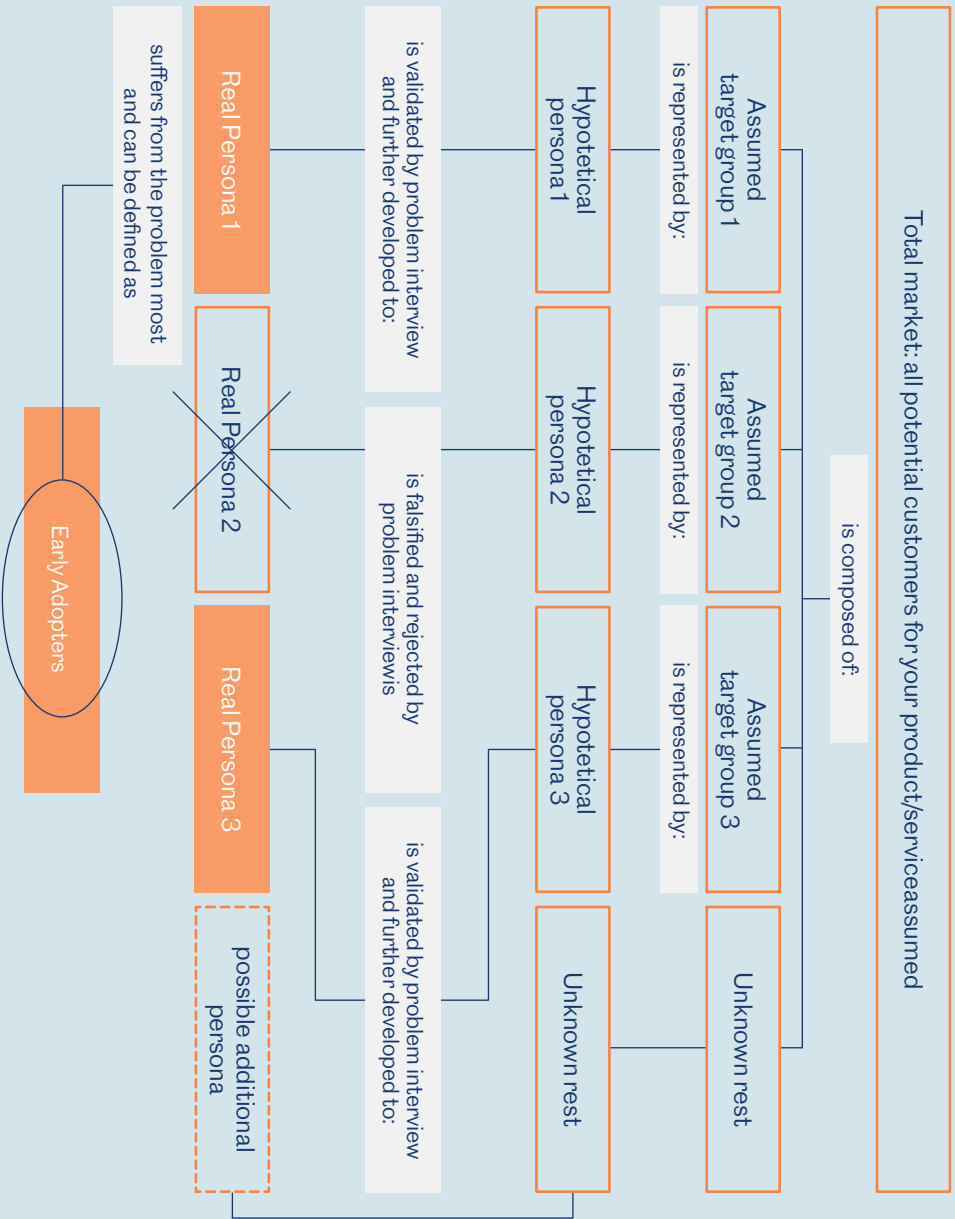 Total market: all potential customers for your product/serviceassumed
is composed of:
Assumed
target group 1
Assumed
target group 2
Assumed
target group 3
Unknown rest
is represented by:
is represented by:
is represented by:
Hypotetical
persona 1
Hypotetical
persona 2
Hypotetical
persona 3
Unknown rest
is validated by problem interview
and further developed to:
is falsified and rejected by
problem interviewis
is validated by problem interview
and further developed to:
Real Persona 1
Real Persona 2
Real Persona 3
possible additional
persona
suffers from the problem most
and can be defined as
Early Adopters